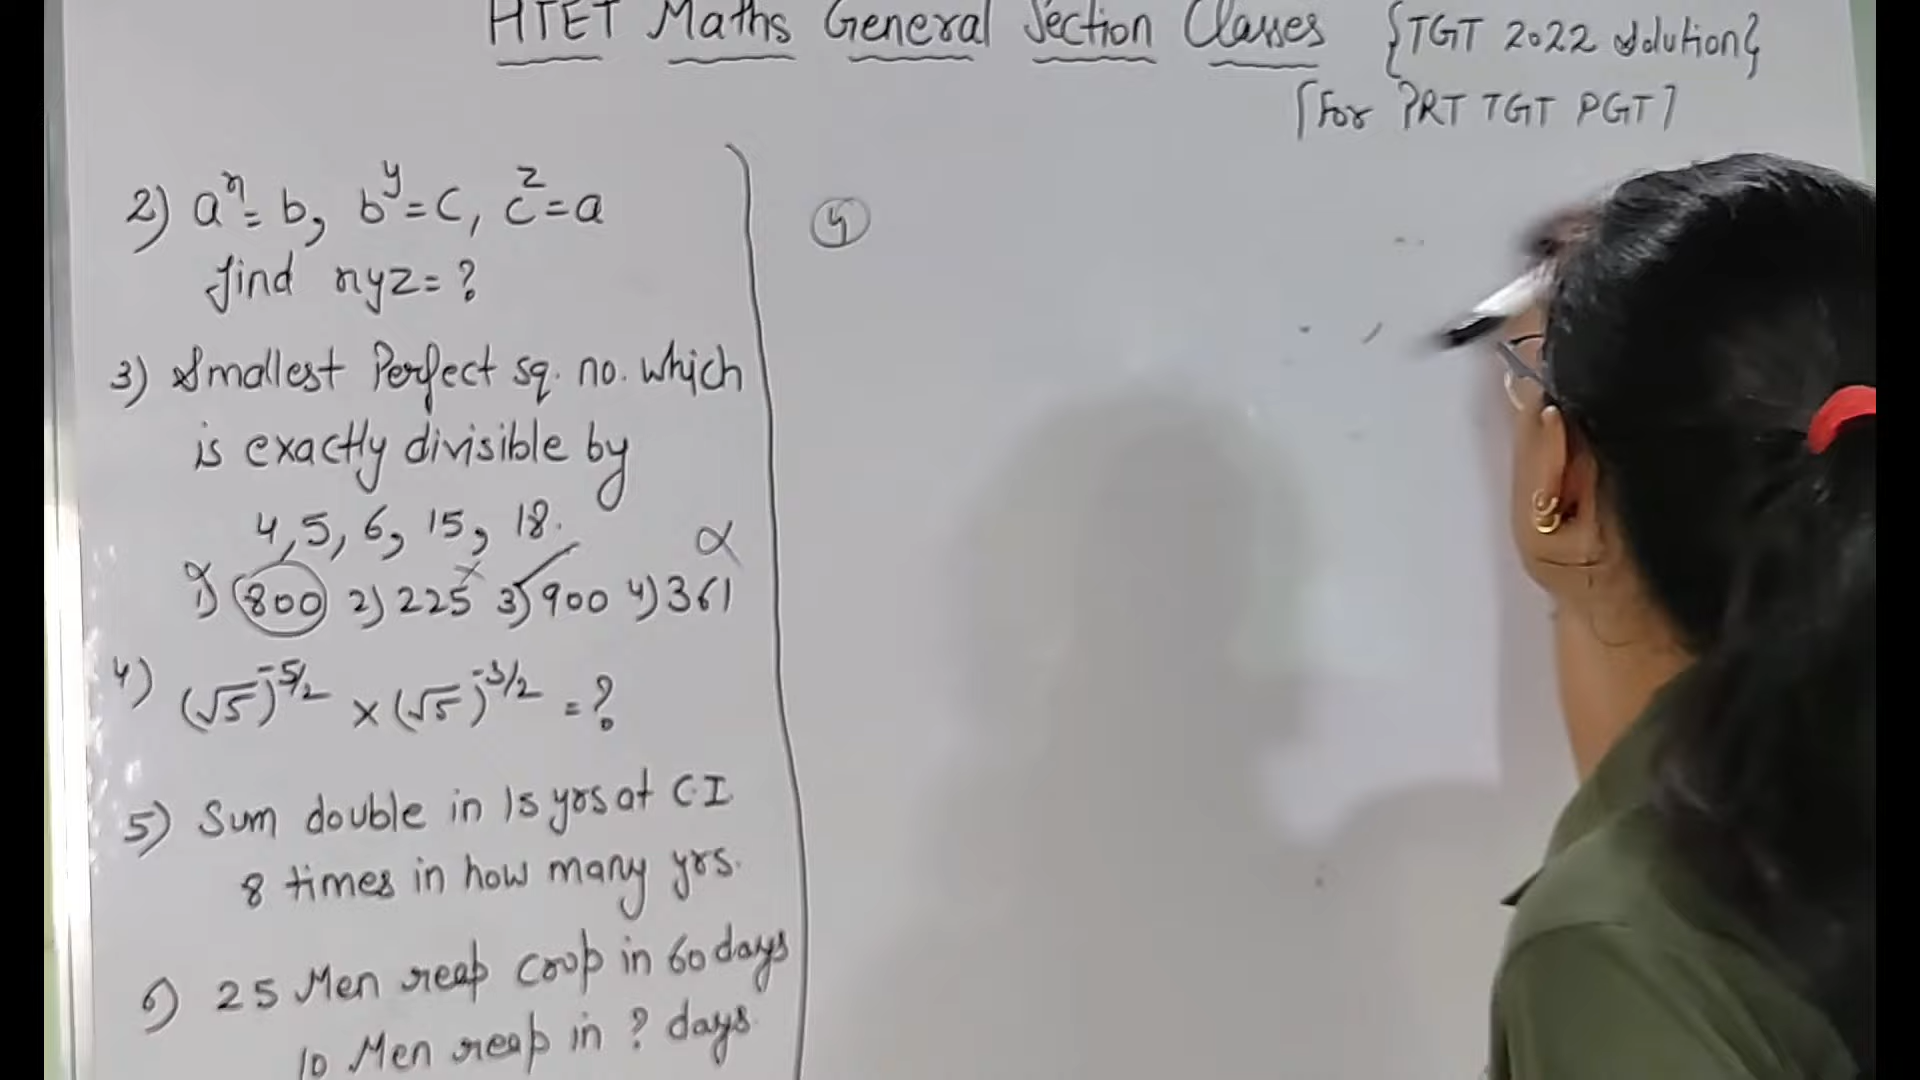 HTET Maths General Section Classes {TGT 2022 solution}
[For PRT TGT PGT]
2) aˣ = b, bʸ = c, cᶻ = a
find xyz = ?
3) Smallest Perfect sq. no. which
is exactly divisible by
4, 5, 6, 15, 18.
1) 800 2) 225 3) 900 4) 361
4) (√5)^-5/2 × (√5)^-3/2 = ?
5) Sum double in 15 yrs at C.I.
8 times in how many yrs.
6) 25 Men reap crop in 60 days
10 Men reap in ? days
4